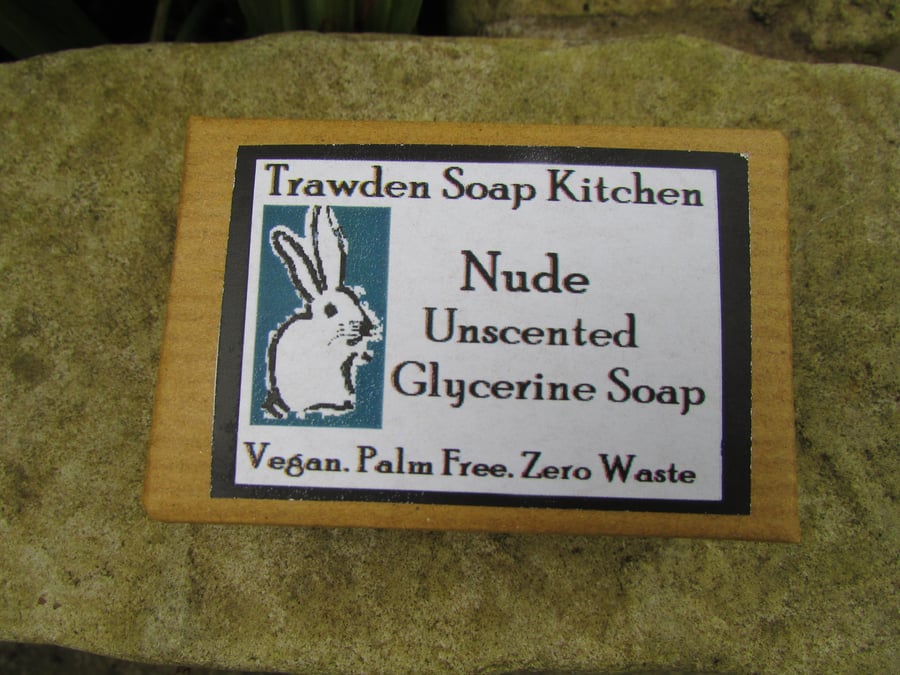 Trawden Soap Kitchen
Nude
Unscented
Glycerine Soap
Vegan. Palm Free. Zero Waste